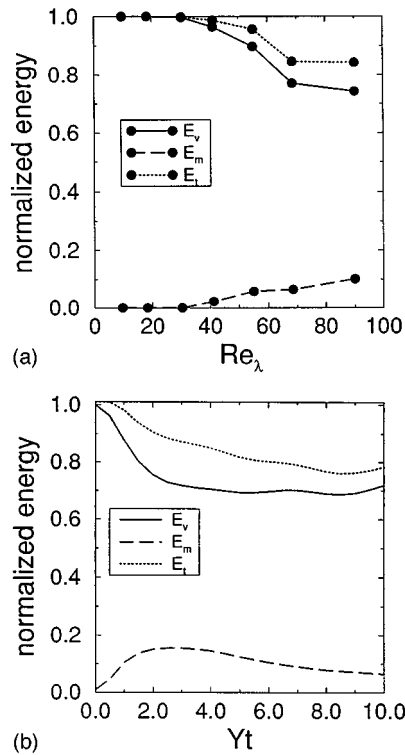 1.0
0.8
0.6
0.4
0.2
0.0
normalized energy
E_v
E_m
E_t
0 20 40 60 80 100
(a)
Re_λ
1.0
0.8
0.6
0.4
0.2
0.0
normalized energy
E_v
E_m
E_t
0.0 2.0 4.0 6.0 8.0 10.0
(b)
Yt